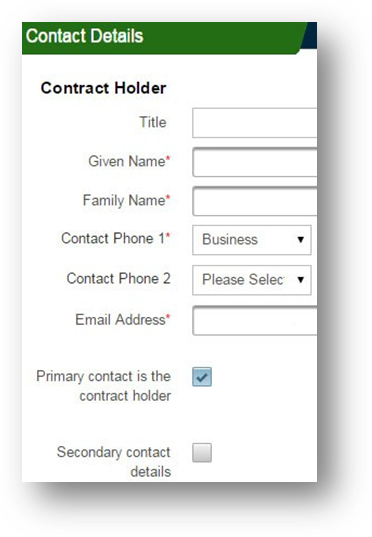 Contact Details
Contract Holder
Title
Given Name*
Family Name*
Contact Phone 1* Business
Contact Phone 2 Please Selec
Email Address*
Primary contact is the
contract holder
Secondary contact
details